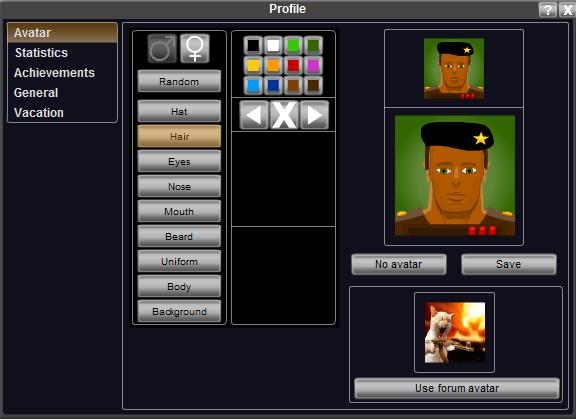 Profile
? X
Avatar
Statistics
Achievements
General
Vacation
Random
Hat
Hair
Eyes
Nose
Mouth
Beard
Uniform
Body
Background
X
No avatar
Save
Use forum avatar